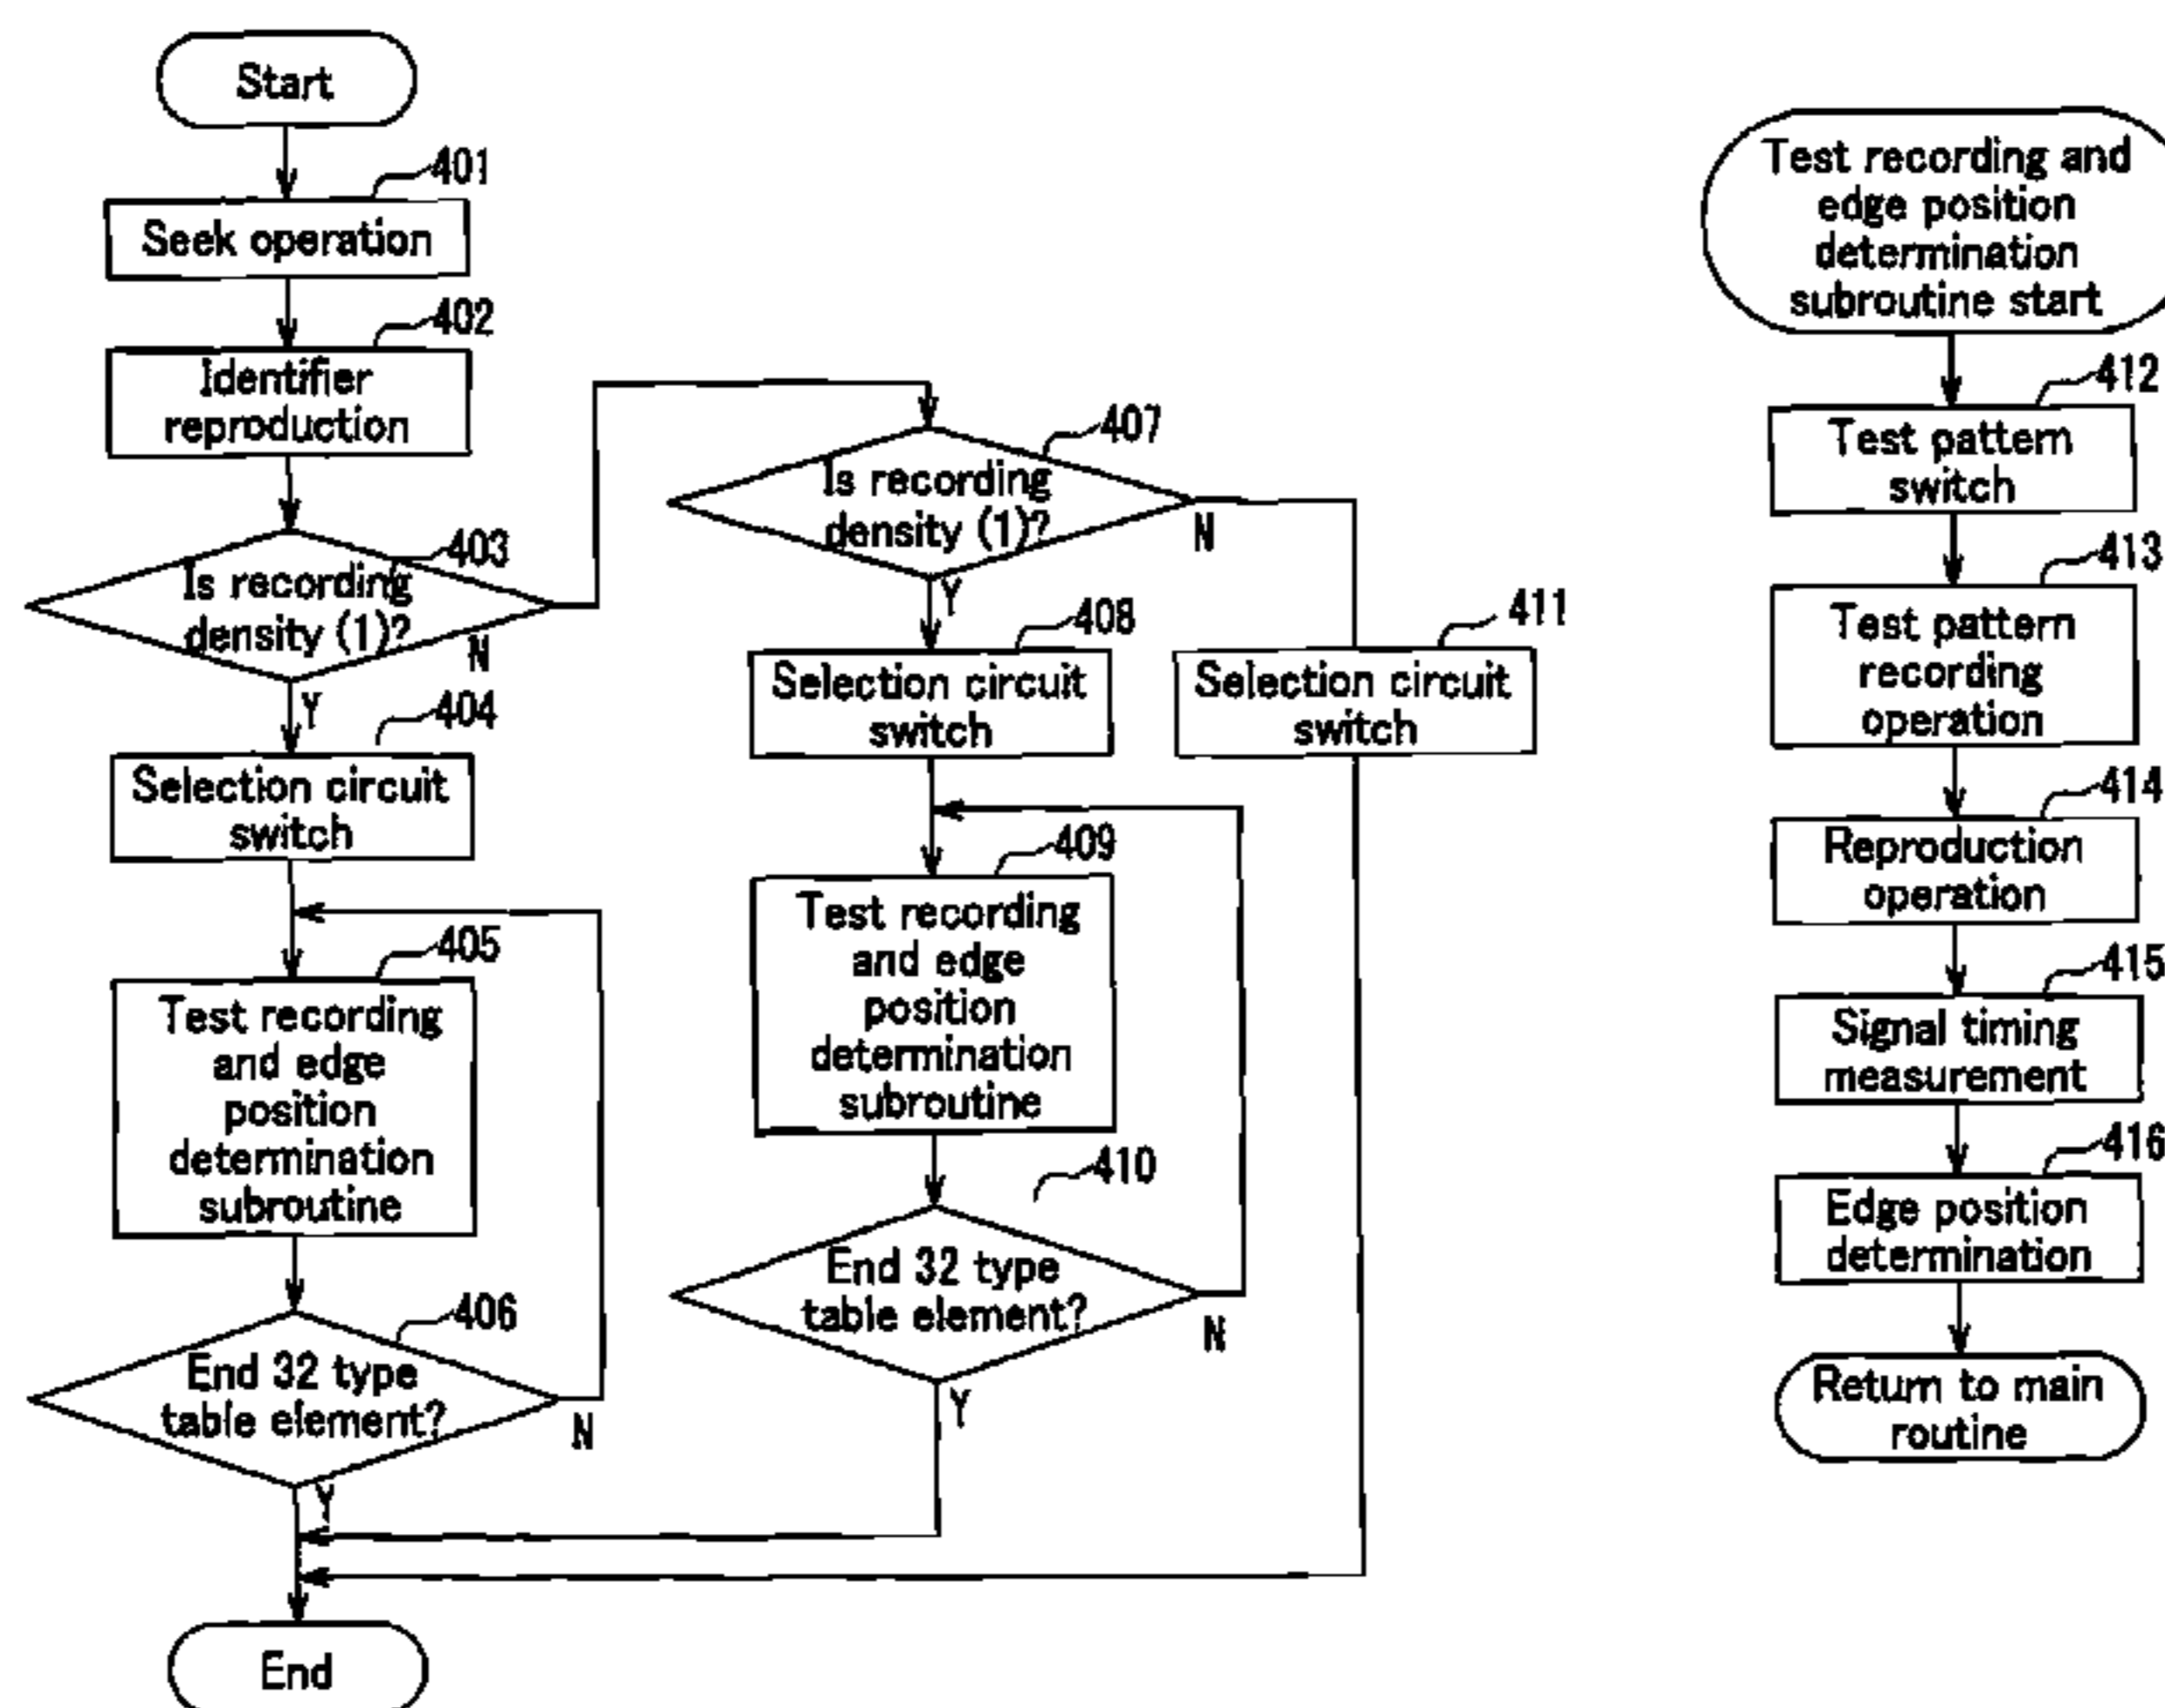 Start
401
Seek operation
402
Identifier
reproduction
403
Is recording
density (1)?
N
Y
404
Selection circuit
switch
405
Test recording
and edge
position
determination
subroutine
406
End 32 type
table element?
N
Y
End
407
Is recording
density (1)?
N
Y
408
Selection circuit
switch
409
Test recording
and edge
position
determination
subroutine
410
End 32 type
table element?
N
Y
411
Selection circuit
switch
Test recording and
edge position
determination
subroutine start
412
Test pattern
switch
413
Test pattern
recording
operation
414
Reproduction
operation
415
Signal timing
measurement
416
Edge position
determination
Return to main
routine